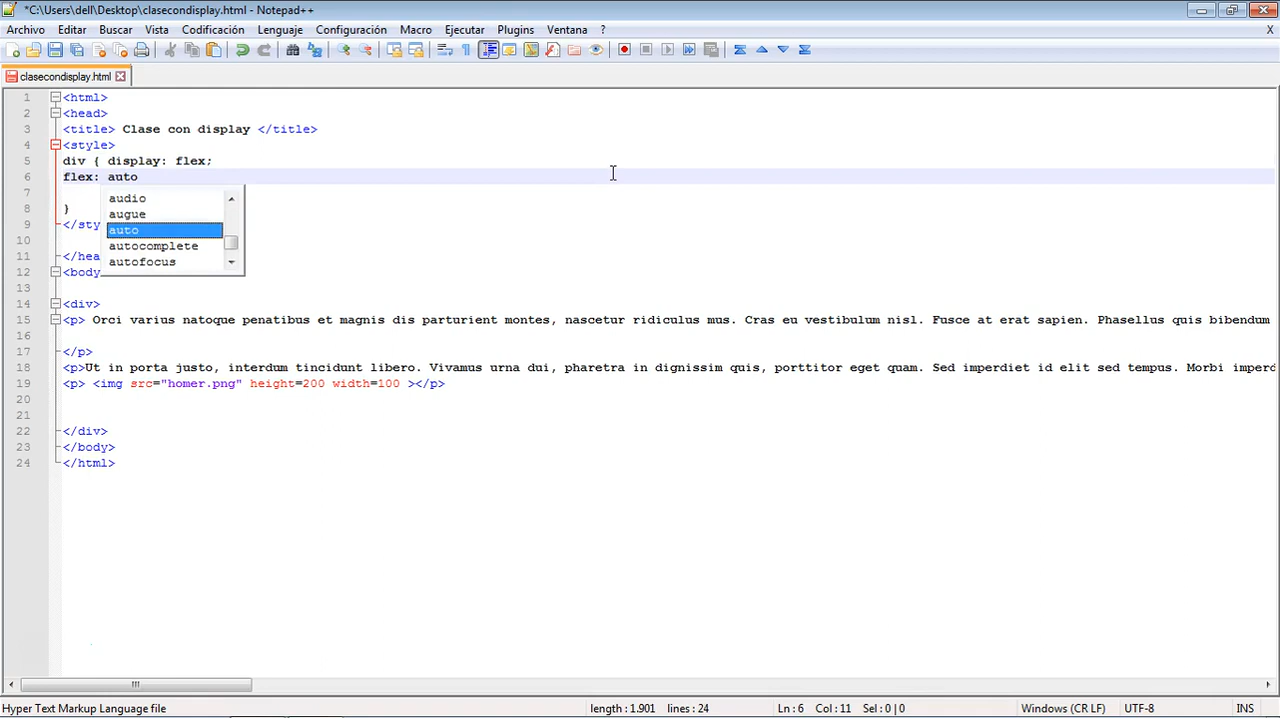 *C:\Users\dell\Desktop\clasecondisplay.html - Notepad++
Archivo Editar Buscar Vista Codificación Lenguaje Configuración Macro Ejecutar Plugins Ventana ? X
clasecondisplay.html
1 <html>
2 <head>
3 <title> Clase con display </title>
4 <style>
5 div { display: flex;
6 flex: auto
7
8 }
9 </sty
10
11 </hea
12 <body
audio
augue
auto
autocomplete
autofocus
13
14 <div>
15 <p> Orci varius natoque penatibus et magnis dis parturient montes, nascetur ridiculus mus. Cras eu vestibulum nisl. Fusce at erat sapien. Phasellus quis bibendum
16
17 </p>
18 <p>Ut in porta justo, interdum tincidunt libero. Vivamus urna dui, pharetra in dignissim quis, porttitor eget quam. Sed imperdiet id elit sed tempus. Morbi imperd
19 <p> <img src="homer.png" height=200 width=100 ></p>
20
21
22 </div>
23 </body>
24 </html>
Hyper Text Markup Language file length : 1.901 lines : 24 Ln : 6 Col : 11 Sel : 0 | 0 Windows (CR LF) UTF-8 INS